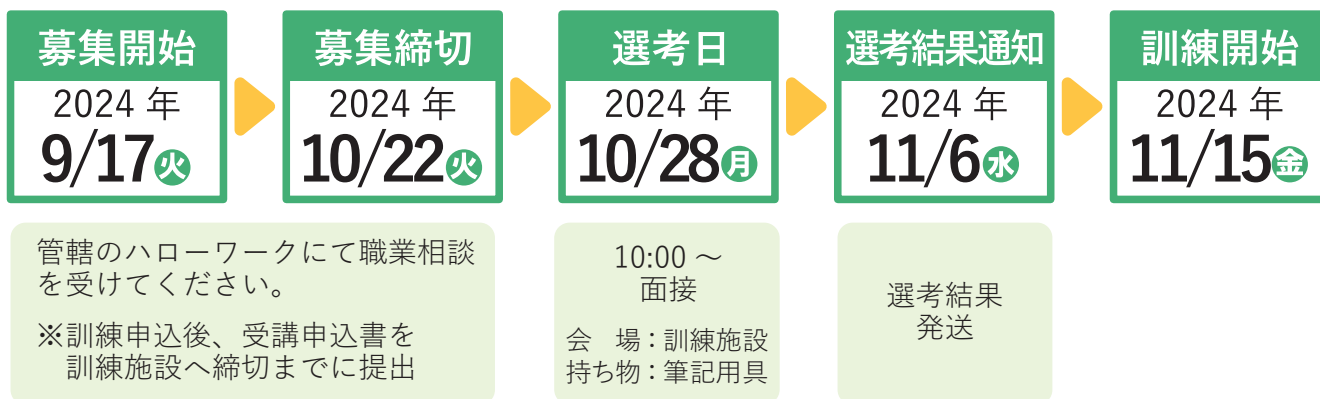 募集開始
2024 年
9/17火
募集締切
2024 年
10/22火
選考日
2024 年
10/28月
選考結果通知
2024 年
11/6水
訓練開始
2024 年
11/15金
管轄のハローワークにて職業相談
を受けてください。
※訓練申込後、受講申込書を
訓練施設へ締切までに提出
10:00 ～
面接
会　場：訓練施設
持ち物：筆記用具
選考結果
発送